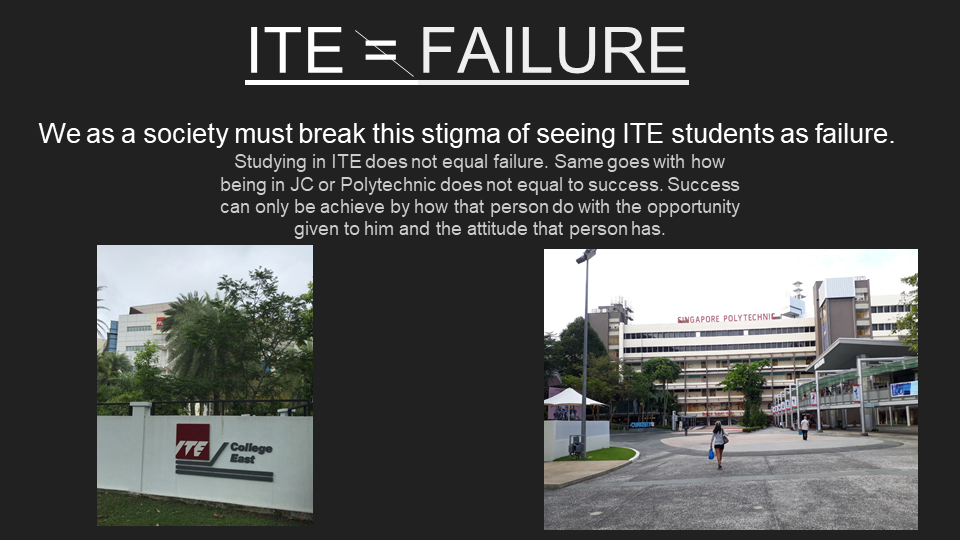 ITE = FAILURE
We as a society must break this stigma of seeing ITE students as failure.
Studying in ITE does not equal failure. Same goes with how
being in JC or Polytechnic does not equal to success. Success
can only be achieve by how that person do with the opportunity
given to him and the attitude that person has.
SINGAPORE POLYTECHNIC
ITE College
East